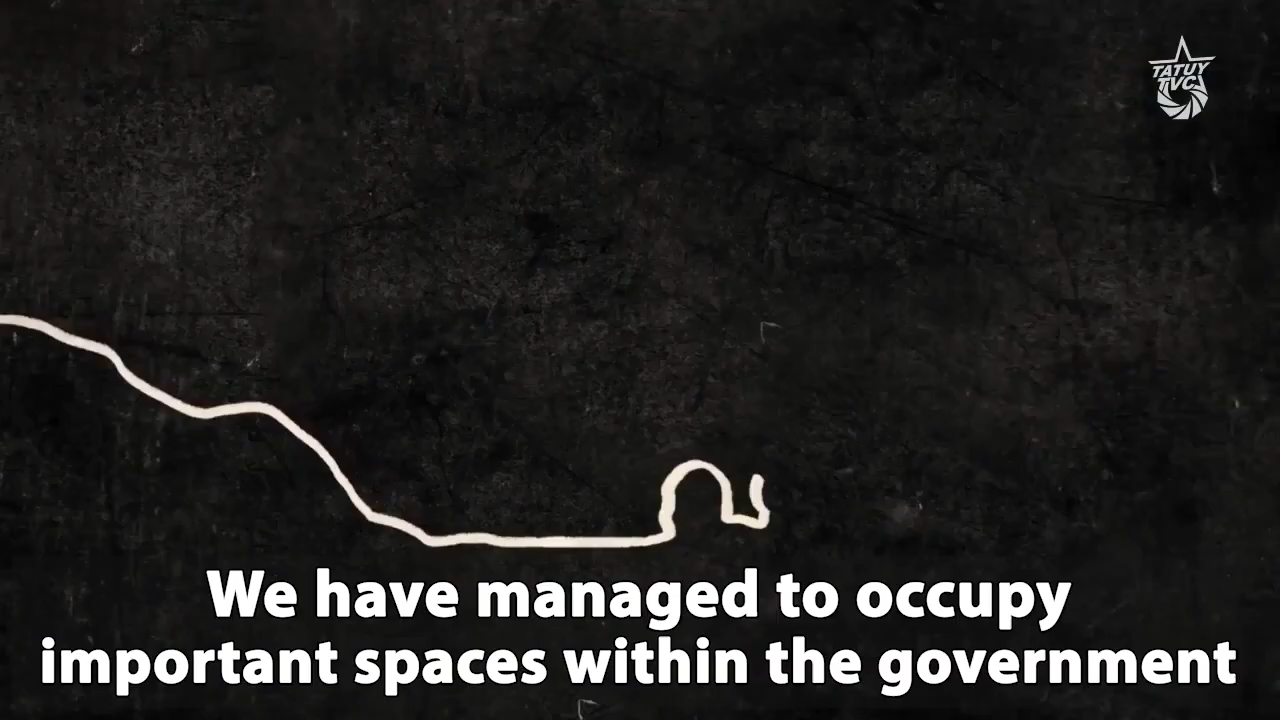 TATUY
TVC
We have managed to occupy
important spaces within the government